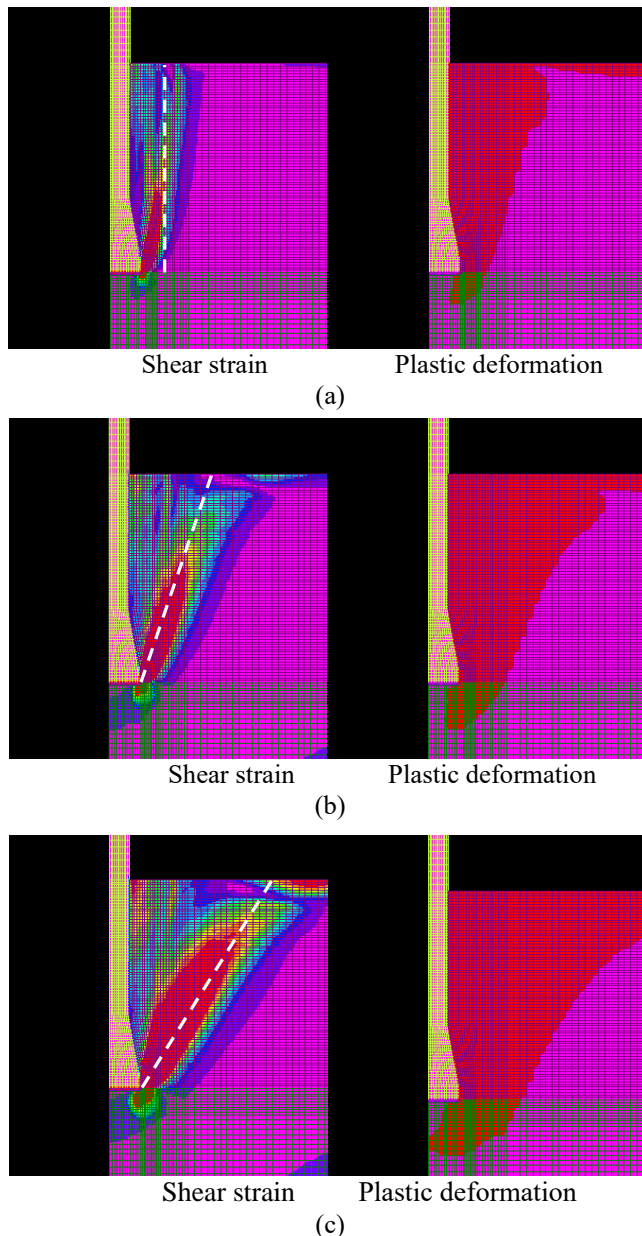 Shear strain Plastic deformation
(a)
Shear strain Plastic deformation
(b)
Shear strain Plastic deformation
(c)